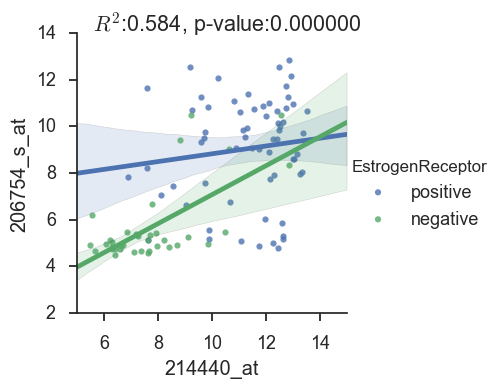 R²:0.584, p-value:0.000000
14
12
10
8
6
4
2
206754_s_at
6 8 10 12 14
214440_at
EstrogenReceptor
positive
negative